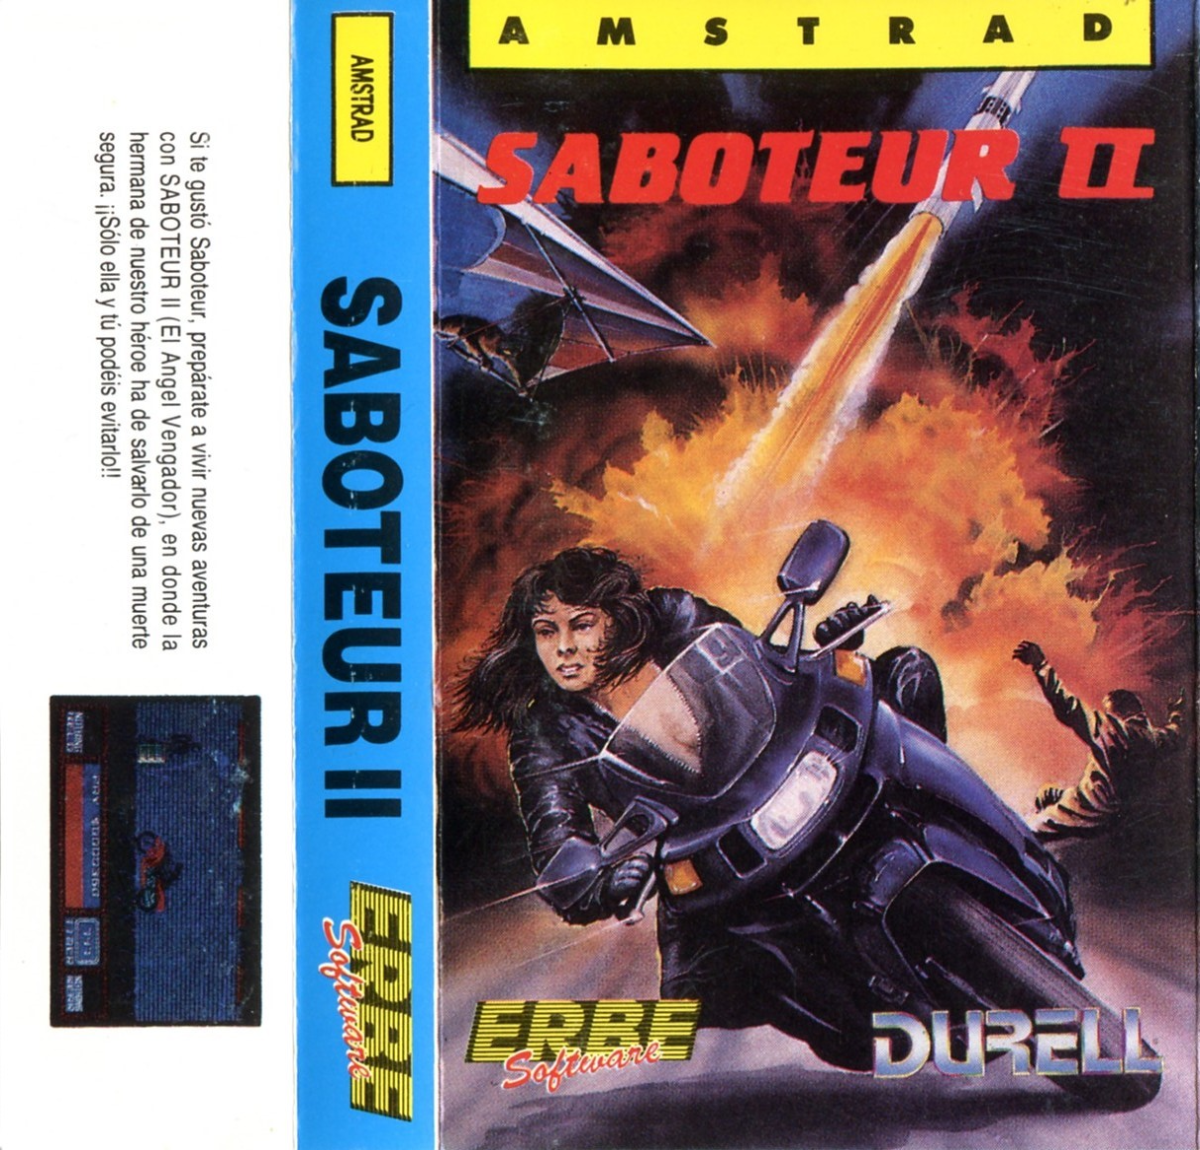 Si te gustó Saboteur, prepárate a vivir nuevas aventuras
con SABOTEUR II (El Angel Vengador), en donde la
hermana de nuestro héroe ha de salvarlo de una muerte
segura. ¡¡Sólo ella y tú podéis evitarlo!!
AMSTRAD
SABOTEUR II
ERBE
Software
AMSTRAD
SABOTEUR II
ERBE
Software
DURELL